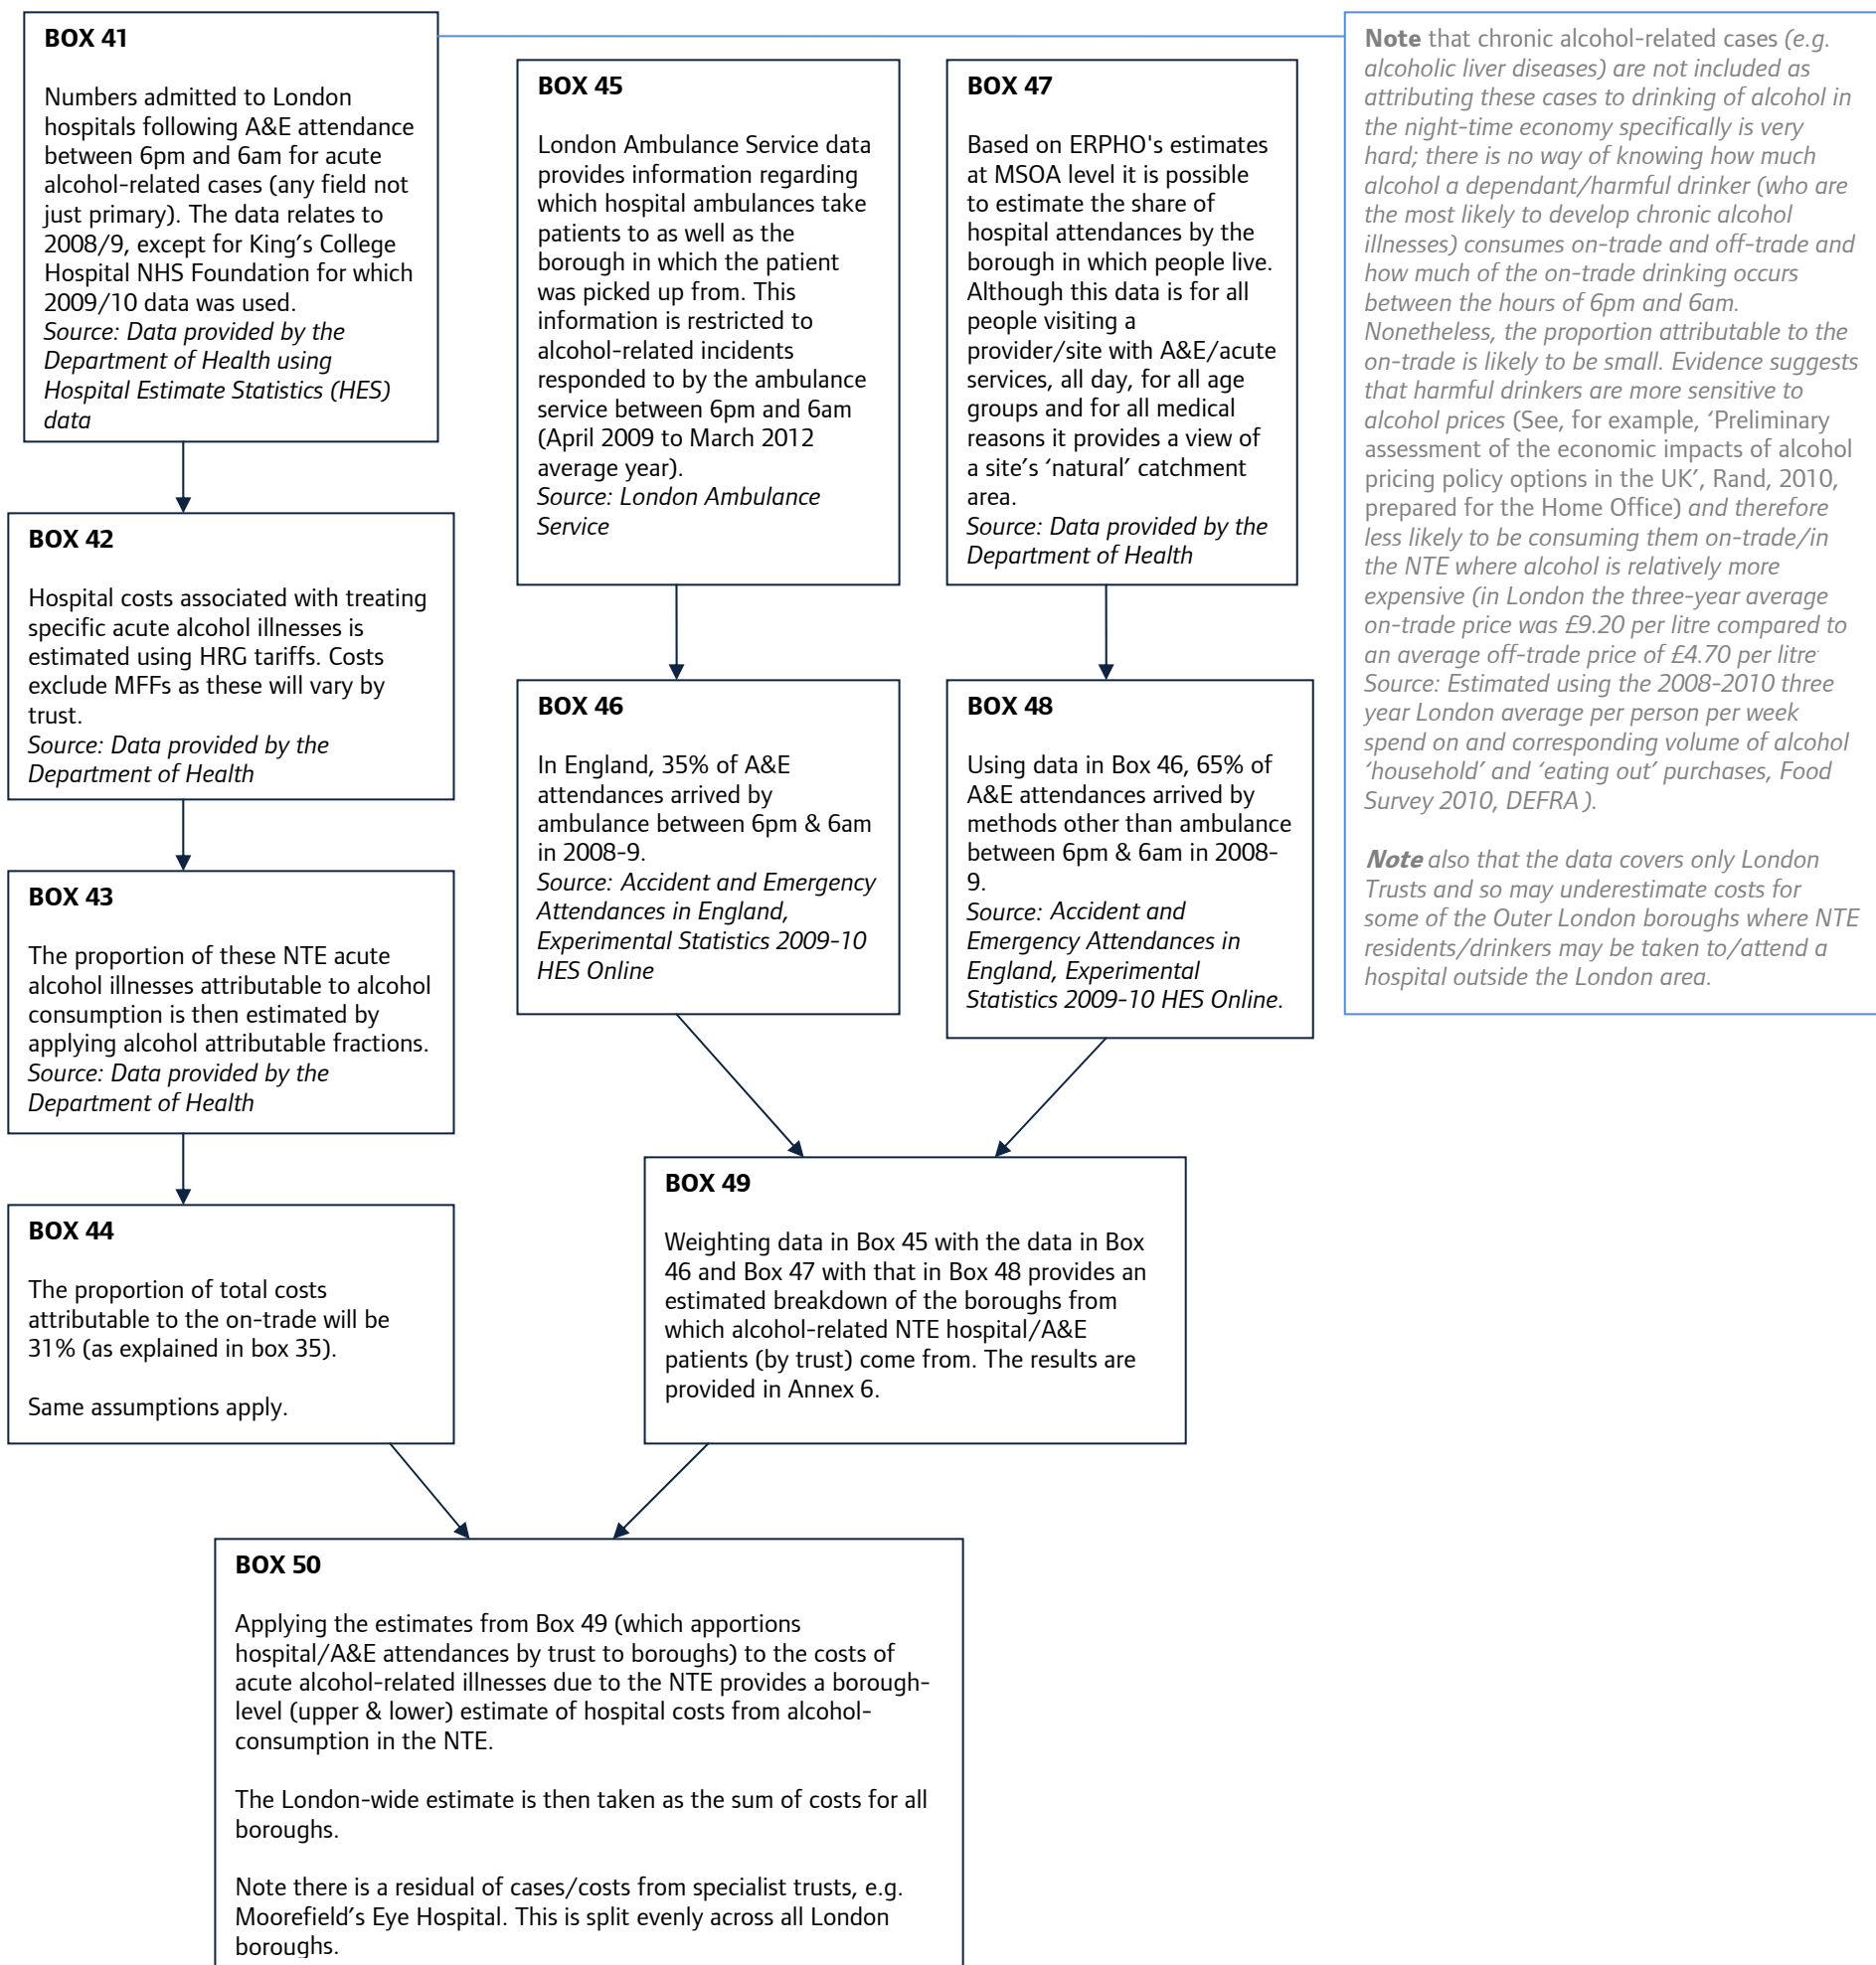 BOX 41
Numbers admitted to London
hospitals following A&E attendance
between 6pm and 6am for acute
alcohol-related cases (any field not
just primary). The data relates to
2008/9, except for King's College
Hospital NHS Foundation for which
2009/10 data was used.
Source: Data provided by the
Department of Health using
Hospital Estimate Statistics (HES)
data
BOX 42
Hospital costs associated with treating
specific acute alcohol illnesses is
estimated using HRG tariffs. Costs
exclude MFFs as these will vary by
trust.
Source: Data provided by the
Department of Health
BOX 43
The proportion of these NTE acute
alcohol illnesses attributable to alcohol
consumption is then estimated by
applying alcohol attributable fractions.
Source: Data provided by the
Department of Health
BOX 44
The proportion of total costs
attributable to the on-trade will be
31% (as explained in box 35).
Same assumptions apply.
BOX 45
London Ambulance Service data
provides information regarding
which hospital ambulances take
patients to as well as the
borough in which the patient
was picked up from. This
information is restricted to
alcohol-related incidents
responded to by the ambulance
service between 6pm and 6am
(April 2009 to March 2012
average year).
Source: London Ambulance
Service
BOX 46
In England, 35% of A&E
attendances arrived by
ambulance between 6pm & 6am
in 2008-9.
Source: Accident and Emergency
Attendances in England,
Experimental Statistics 2009-10
HES Online
BOX 47
Based on ERPHO's estimates
at MSOA level it is possible
to estimate the share of
hospital attendances by the
borough in which people live.
Although this data is for all
people visiting a
provider/site with A&E/acute
services, all day, for all age
groups and for all medical
reasons it provides a view of
a site's ‘natural’ catchment
area.
Source: Data provided by the
Department of Health
BOX 48
Using data in Box 46, 65% of
A&E attendances arrived by
methods other than ambulance
between 6pm & 6am in 2008-
9.
Source: Accident and
Emergency Attendances in
England, Experimental
Statistics 2009-10 HES Online.
BOX 49
Weighting data in Box 45 with the data in Box
46 and Box 47 with that in Box 48 provides an
estimated breakdown of the boroughs from
which alcohol-related NTE hospital/A&E
patients (by trust) come from. The results are
provided in Annex 6.
BOX 50
Applying the estimates from Box 49 (which apportions
hospital/A&E attendances by trust to boroughs) to the costs of
acute alcohol-related illnesses due to the NTE provides a borough-
level (upper & lower) estimate of hospital costs from alcohol-
consumption in the NTE.
The London-wide estimate is then taken as the sum of costs for all
boroughs.
Note there is a residual of cases/costs from specialist trusts, e.g.
Moorefield's Eye Hospital. This is split evenly across all London
boroughs.
Note that chronic alcohol-related cases (e.g.
alcoholic liver diseases) are not included as
attributing these cases to drinking of alcohol in
the night-time economy specifically is very
hard; there is no way of knowing how much
alcohol a dependant/harmful drinker (who are
the most likely to develop chronic alcohol
illnesses) consumes on-trade and off-trade and
how much of the on-trade drinking occurs
between the hours of 6pm and 6am.
Nonetheless, the proportion attributable to the
on-trade is likely to be small. Evidence suggests
that harmful drinkers are more sensitive to
alcohol prices (See, for example, ‘Preliminary
assessment of the economic impacts of alcohol
pricing policy options in the UK’, Rand, 2010,
prepared for the Home Office) and therefore
less likely to be consuming them on-trade/in
the NTE where alcohol is relatively more
expensive (in London the three-year average
on-trade price was £9.20 per litre compared to
an average off-trade price of £4.70 per litre
Source: Estimated using the 2008-2010 three
year London average per person per week
spend on and corresponding volume of alcohol
‘household’ and ‘eating out’ purchases, Food
Survey 2010, DEFRA ).
Note also that the data covers only London
Trusts and so may underestimate costs for
some of the Outer London boroughs where NTE
residents/drinkers may be taken to/attend a
hospital outside the London area.